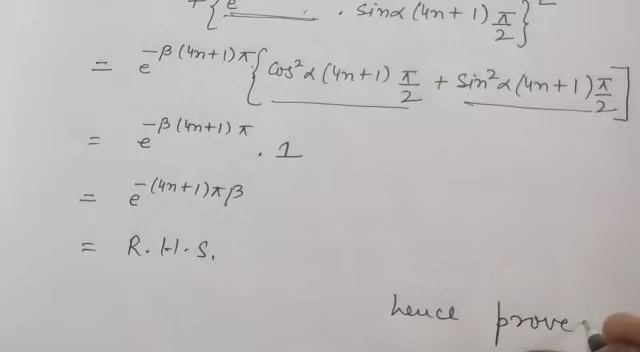 + { e . sinα (4n+1) π/2 }²
= e^{-β(4n+1)π} { cos²α (4n+1) π/2 + sin²α (4n+1) π/2 ]
= e^{-β(4n+1)π} . 1
= e^{-(4n+1)πβ}
= R.H.S.
hence prove